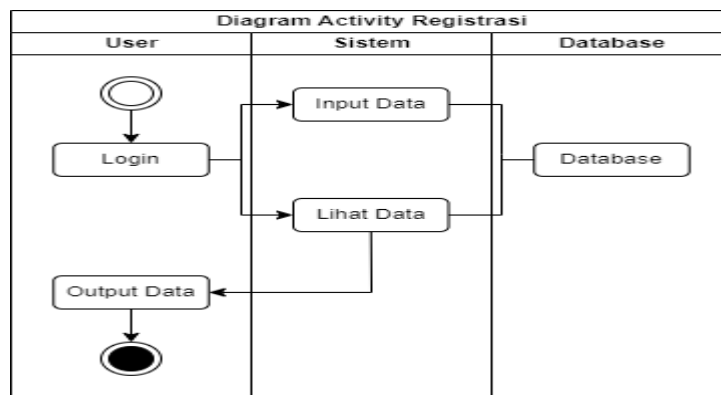 Diagram Activity Registrasi
User
Sistem
Database
Input Data
Login
Database
Lihat Data
Output Data